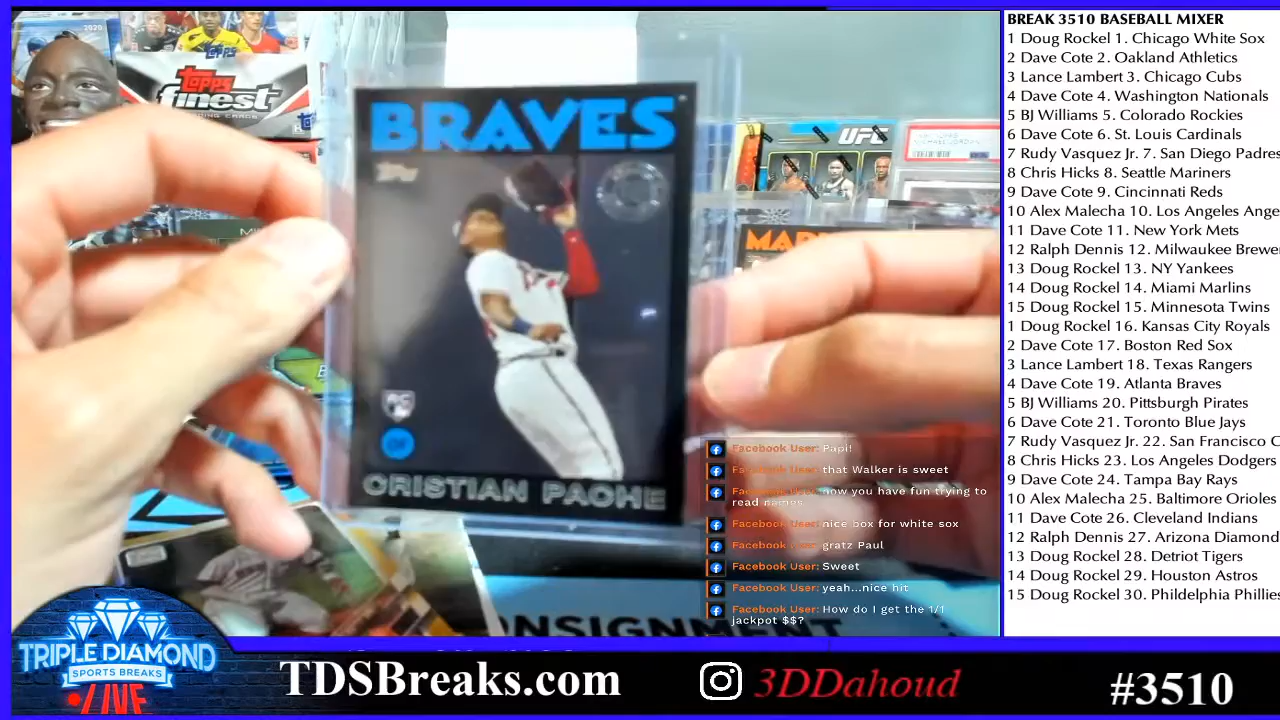 2020
topps
topps
finest
TRADING CARDS
UFC
BRAVES
Topps
RC
CF
CRISTIAN PACHE
Facebook User: Papi!
Facebook User: that Walker is sweet
Facebook User: now you have fun trying to
read names
Facebook User: nice box for white sox
Facebook User: gratz Paul
Facebook User: Sweet
Facebook User: yeah...nice hit
Facebook User: How do I get the 1/1
jackpot $$?
BREAK 3510 BASEBALL MIXER
1 Doug Rockel 1. Chicago White Sox
2 Dave Cote 2. Oakland Athletics
3 Lance Lambert 3. Chicago Cubs
4 Dave Cote 4. Washington Nationals
5 BJ Williams 5. Colorado Rockies
6 Dave Cote 6. St. Louis Cardinals
7 Rudy Vasquez Jr. 7. San Diego Padres
8 Chris Hicks 8. Seattle Mariners
9 Dave Cote 9. Cincinnati Reds
10 Alex Malecha 10. Los Angeles Ange
11 Dave Cote 11. New York Mets
12 Ralph Dennis 12. Milwaukee Brewe
13 Doug Rockel 13. NY Yankees
14 Doug Rockel 14. Miami Marlins
15 Doug Rockel 15. Minnesota Twins
1 Doug Rockel 16. Kansas City Royals
2 Dave Cote 17. Boston Red Sox
3 Lance Lambert 18. Texas Rangers
4 Dave Cote 19. Atlanta Braves
5 BJ Williams 20. Pittsburgh Pirates
6 Dave Cote 21. Toronto Blue Jays
7 Rudy Vasquez Jr. 22. San Francisco C
8 Chris Hicks 23. Los Angeles Dodgers
9 Dave Cote 24. Tampa Bay Rays
10 Alex Malecha 25. Baltimore Orioles
11 Dave Cote 26. Cleveland Indians
12 Ralph Dennis 27. Arizona Diamond
13 Doug Rockel 28. Detriot Tigers
14 Doug Rockel 29. Houston Astros
15 Doug Rockel 30. Phildelphia Phillies
NSIGNMENT
TRIPLE DIAMOND
SPORTS BREAKS
LIVE
TDSBreaks.com
3DDahoud
#3510